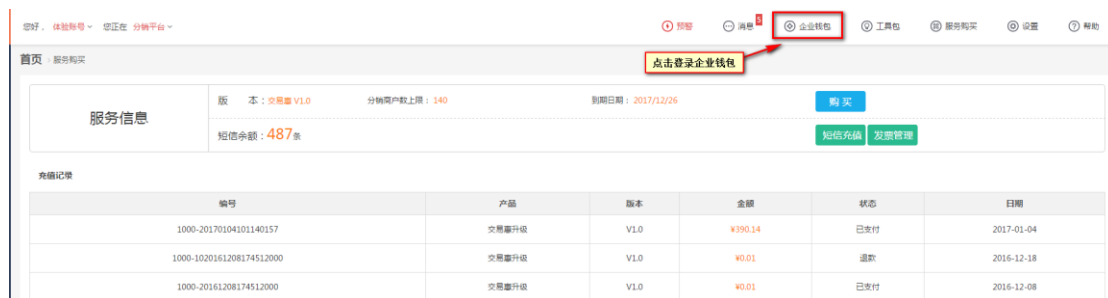 您好， 体验账号 您正在 分销平台 预警 消息 5 企业钱包 工具包 服务购买 设置 帮助
首页 › 服务购买
点击登录企业钱包
服务信息
版 本：交易塞 V1.0 分销商户数上限：140 到期日期：2017/12/26 购 买
短信余额：487条 短信充值 发票管理
充值记录
编号 产品 版本 金额 状态 日期
1000-20170104101140157 交易塞升级 V1.0 ¥390.14 已支付 2017-01-04
1000-1020161208174512000 交易塞升级 V1.0 ¥0.01 退款 2016-12-18
1000-20161208174512000 交易塞升级 V1.0 ¥0.01 已支付 2016-12-08